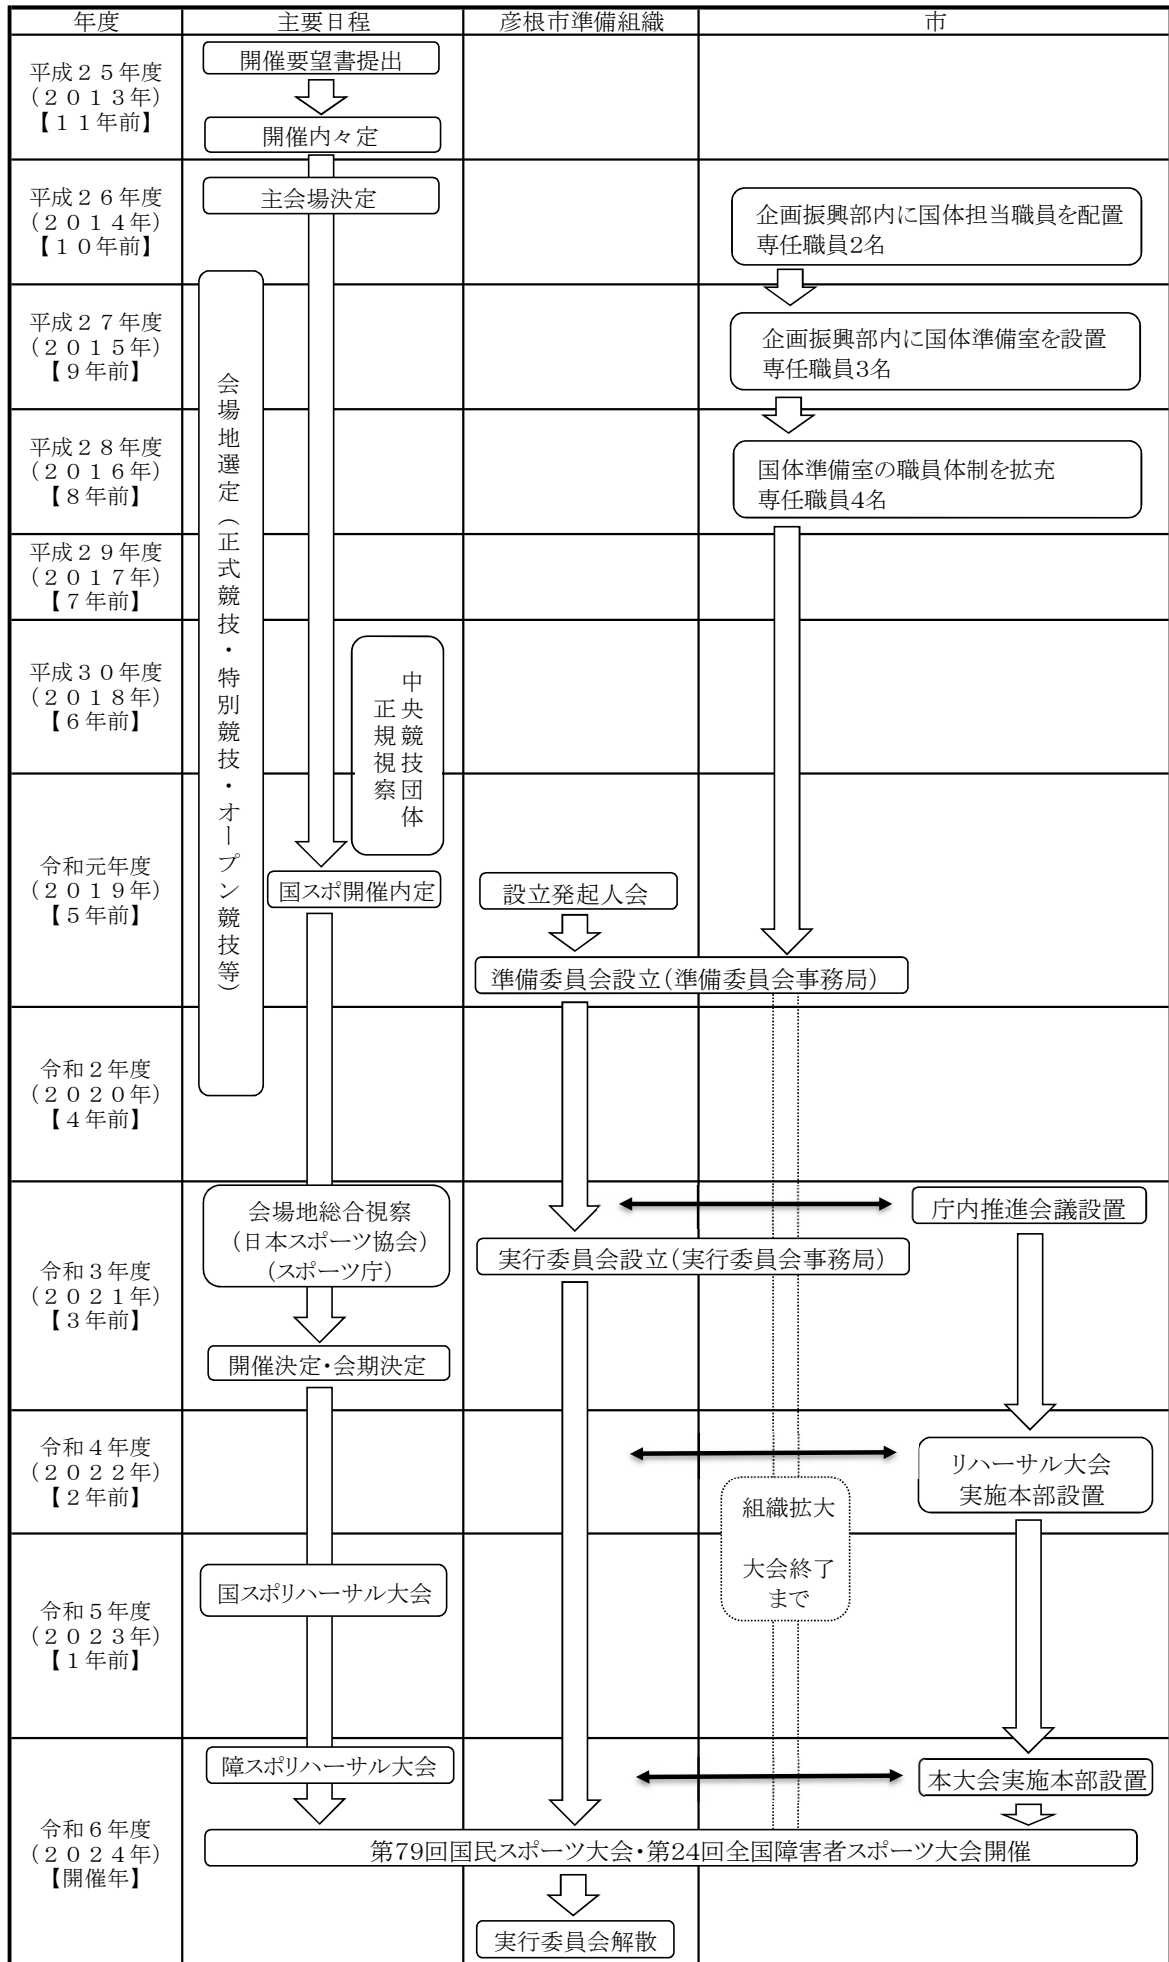 年度
主要日程
彦根市準備組織
市
平成25年度
(2013年)
【11年前】
開催要望書提出
開催内々定
平成26年度
(2014年)
【10年前】
主会場決定
企画振興部内に国体担当職員を配置
専任職員2名
平成27年度
(2015年)
【9年前】
企画振興部内に国体準備室を設置
専任職員3名
会場地選定(正式競技・特別競技・オープン競技等)
平成28年度
(2016年)
【8年前】
国体準備室の職員体制を拡充
専任職員4名
平成29年度
(2017年)
【7年前】
平成30年度
(2018年)
【6年前】
中央競技団体
正規視察
令和元年度
(2019年)
【5年前】
国スポ開催内定
設立発起人会
準備委員会設立(準備委員会事務局)
令和2年度
(2020年)
【4年前】
令和3年度
(2021年)
【3年前】
会場地総合視察
(日本スポーツ協会)
(スポーツ庁)
開催決定・会期決定
実行委員会設立(実行委員会事務局)
庁内推進会議設置
令和4年度
(2022年)
【2年前】
リハーサル大会
実施本部設置
組織拡大
大会終了
まで
令和5年度
(2023年)
【1年前】
国スポリハーサル大会
令和6年度
(2024年)
【開催年】
障スポリハーサル大会
本大会実施本部設置
第79回国民スポーツ大会・第24回全国障害者スポーツ大会開催
実行委員会解散